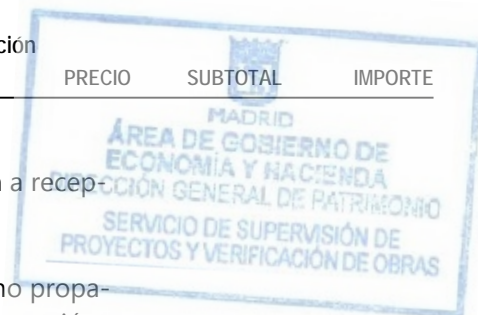 ción
PRECIO SUBTOTAL IMPORTE
MADRID
ÁREA DE GOBIERNO DE
ECONOMÍA Y HACIENDA
a recep-
DIRECCIÓN GENERAL DE PATRIMONIO
SERVICIO DE SUPERVISIÓN DE
PROYECTOS Y VERIFICACIÓN DE OBRAS
no propa-